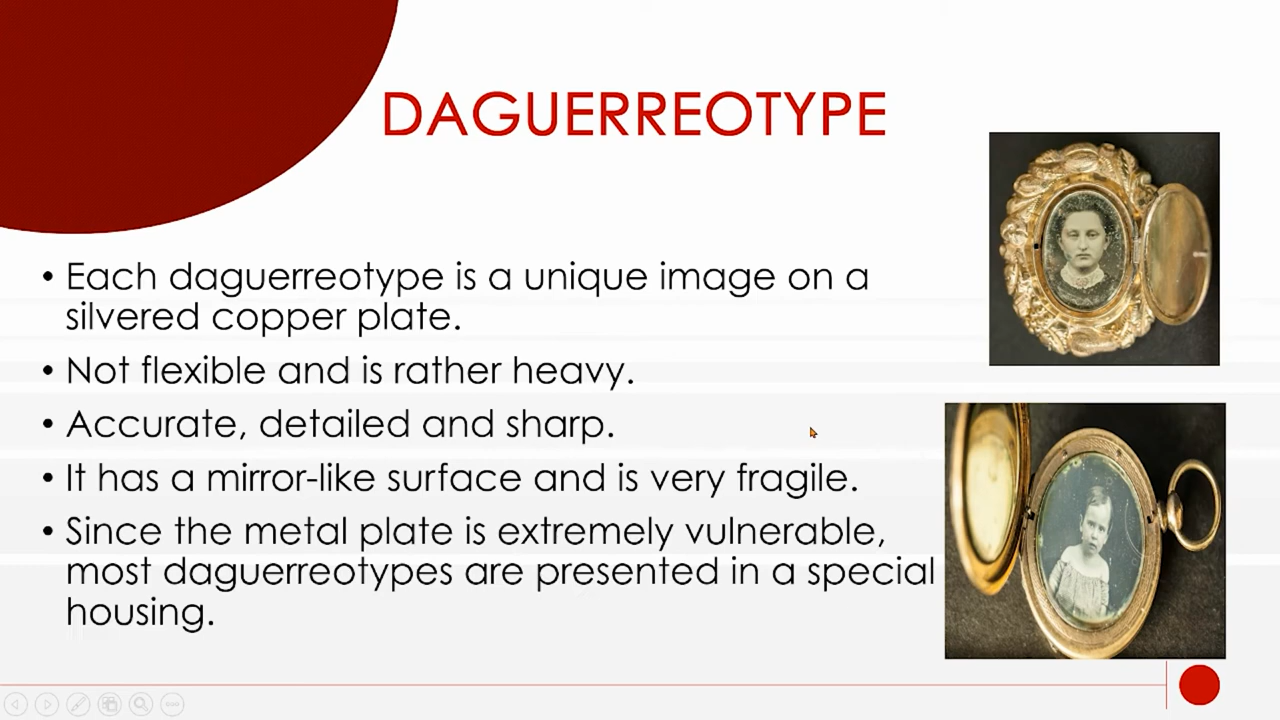 DAGUERREOTYPE
• Each daguerreotype is a unique image on a
silvered copper plate.
• Not flexible and is rather heavy.
• Accurate, detailed and sharp.
• It has a mirror-like surface and is very fragile.
• Since the metal plate is extremely vulnerable,
most daguerreotypes are presented in a special
housing.